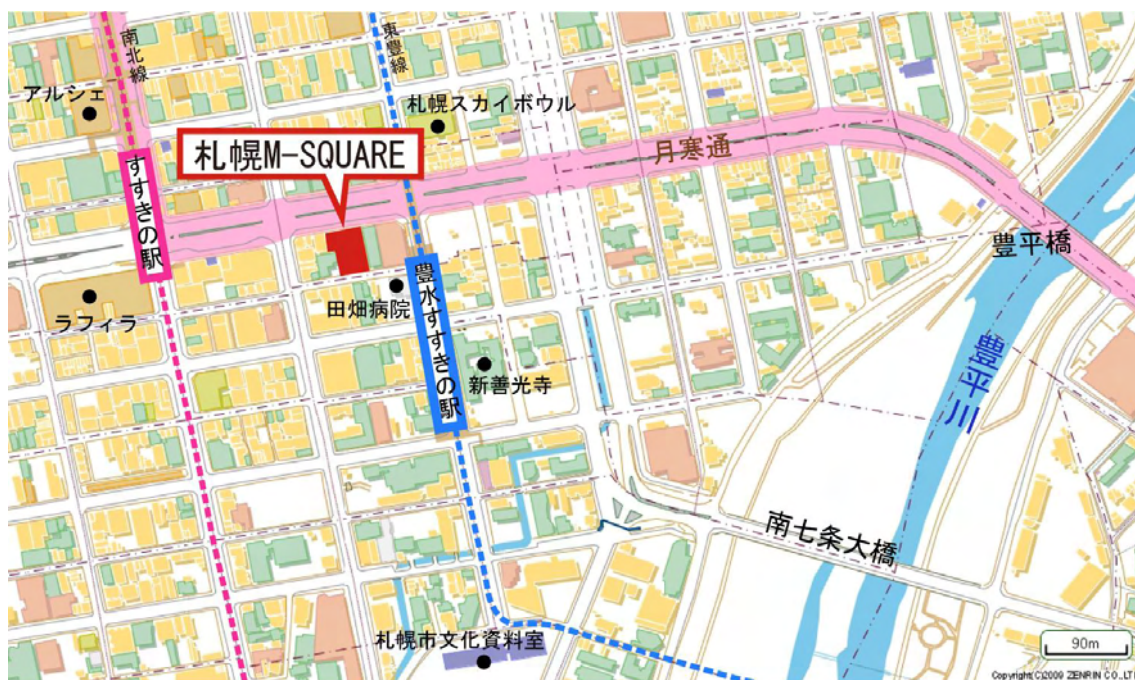 南北線
東豊線
アルシェ
札幌スカイボウル
札幌M-SQUARE
月寒通
すすきの駅
豊平橋
ラフィラ
田畑病院
豊水すすきの駅
新善光寺
豊平川
南七条大橋
札幌市文化資料室
90m
Copyright(C)2009 ZENRIN CO.,LT